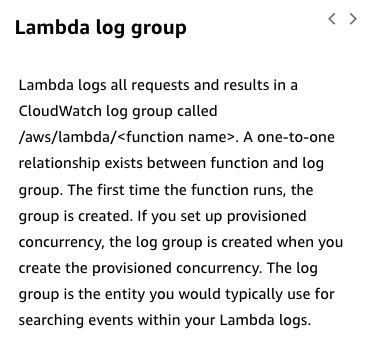 Lambda log group
Lambda logs all requests and results in a
CloudWatch log group called
/aws/lambda/<function name>. A one-to-one
relationship exists between function and log
group. The first time the function runs, the
group is created. If you set up provisioned
concurrency, the log group is created when you
create the provisioned concurrency. The log
group is the entity you would typically use for
searching events within your Lambda logs.